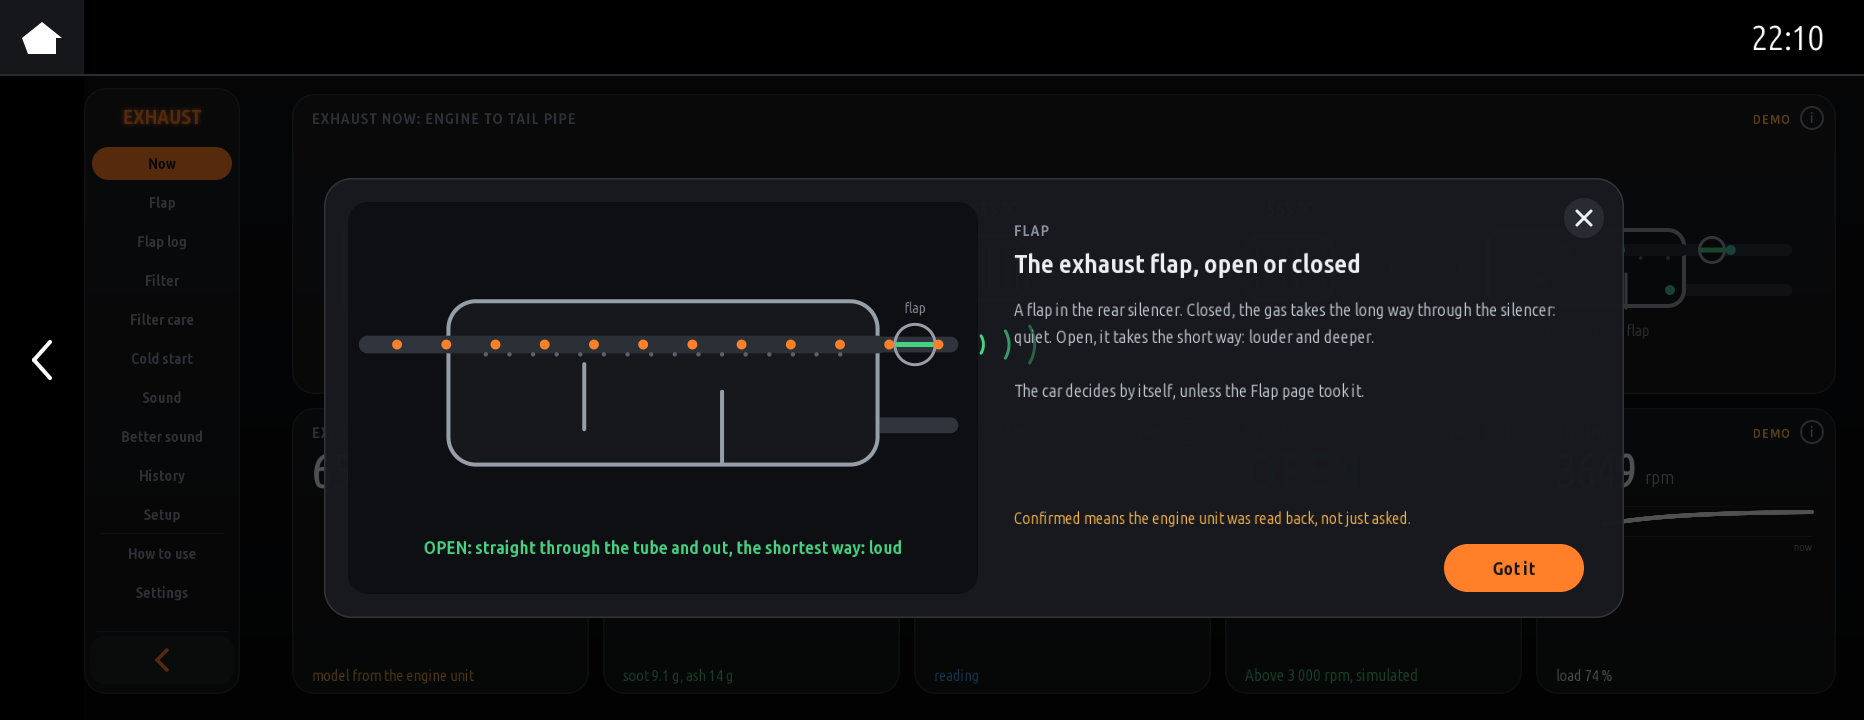 22:10
EXHAUST
Now
Flap
Flap log
Filter
Filter care
Cold start
Sound
Better sound
History
Setup
How to use
Settings
EXHAUST NOW: ENGINE TO TAIL PIPE
DEMO
i
flap
FLAP
The exhaust flap, open or closed
A flap in the rear silencer. Closed, the gas takes the long way through the silencer:
quiet. Open, it takes the short way: louder and deeper.
The car decides by itself, unless the Flap page took it.
Confirmed means the engine unit was read back, not just asked.
Got it
flap
OPEN: straight through the tube and out, the shortest way: loud
DEMO
i
OPEN
3649 rpm
now
model from the engine unit
soot 9.1 g, ash 14 g
reading
Above 3 000 rpm, simulated
load 74 %